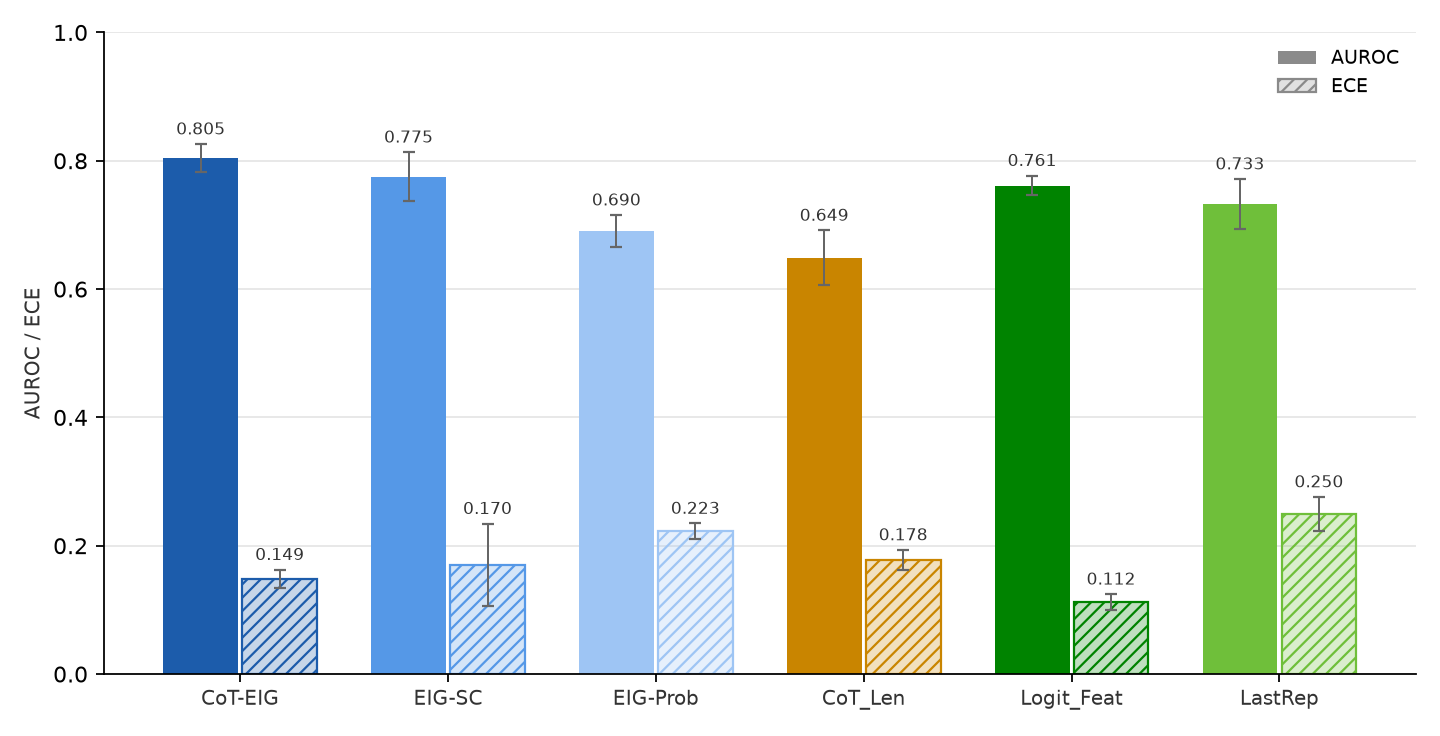 1.0
AUROC
ECE
0.805
0.775
0.8
0.761
0.733
0.690
0.649
0.6
AUROC / ECE
0.4
0.250
0.223
0.170
0.178
0.149
0.112
0.2
0.0
CoT-EIG
EIG-SC
EIG-Prob
CoT_Len
Logit_Feat
LastRep